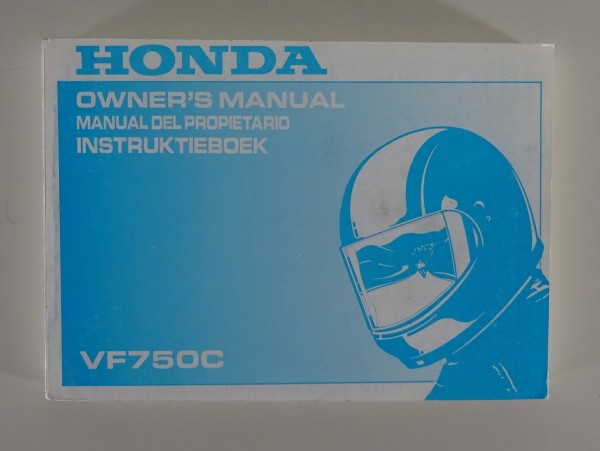 HONDA
OWNER'S MANUAL
MANUAL DEL PROPIETARIO
INSTRUKTIEBOEK
VF750C